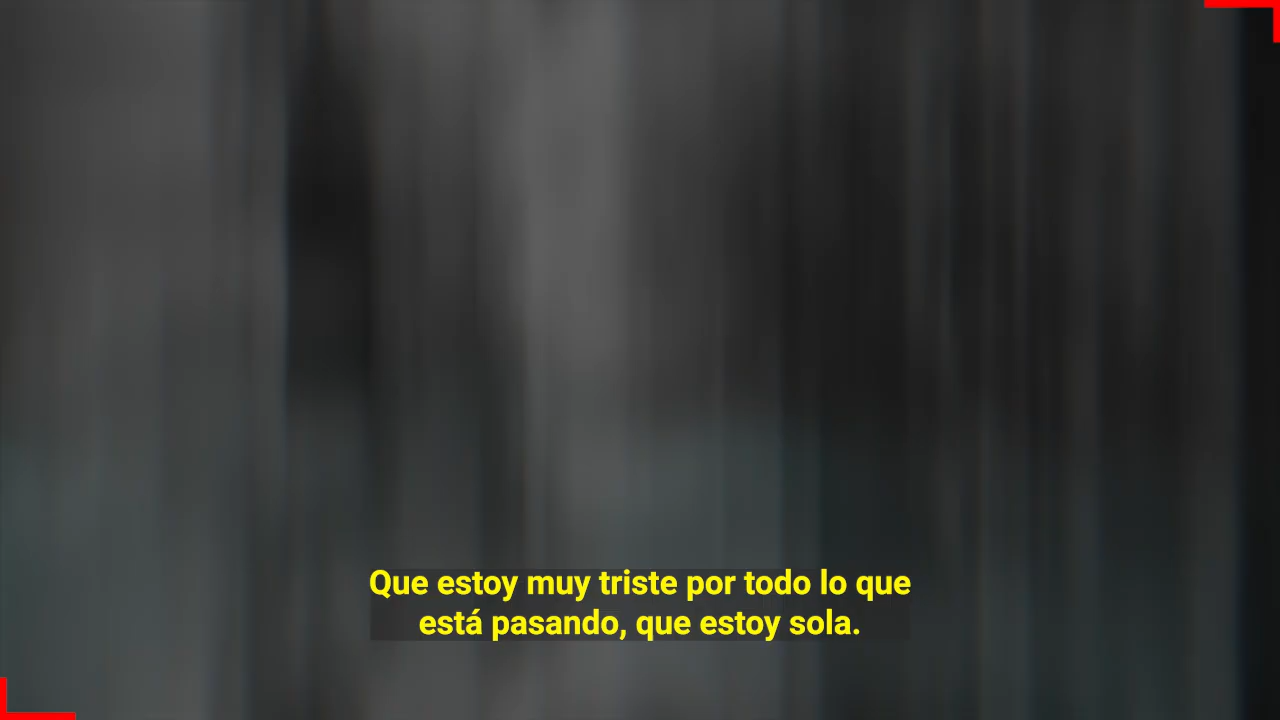 Que estoy muy triste por todo lo que
está pasando, que estoy sola.